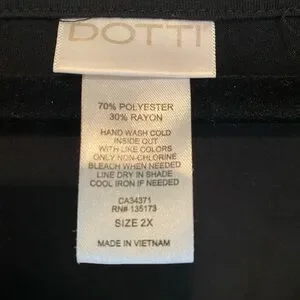 DOTTI
70% POLYESTER
30% RAYON
HAND WASH COLD
INSIDE OUT
WITH LIKE COLORS
ONLY NON-CHLORINE
BLEACH WHEN NEEDED
LINE DRY IN SHADE
COOL IRON IF NEEDED
CA34371
RN# 135173
SIZE 2X
MADE IN VIETNAM